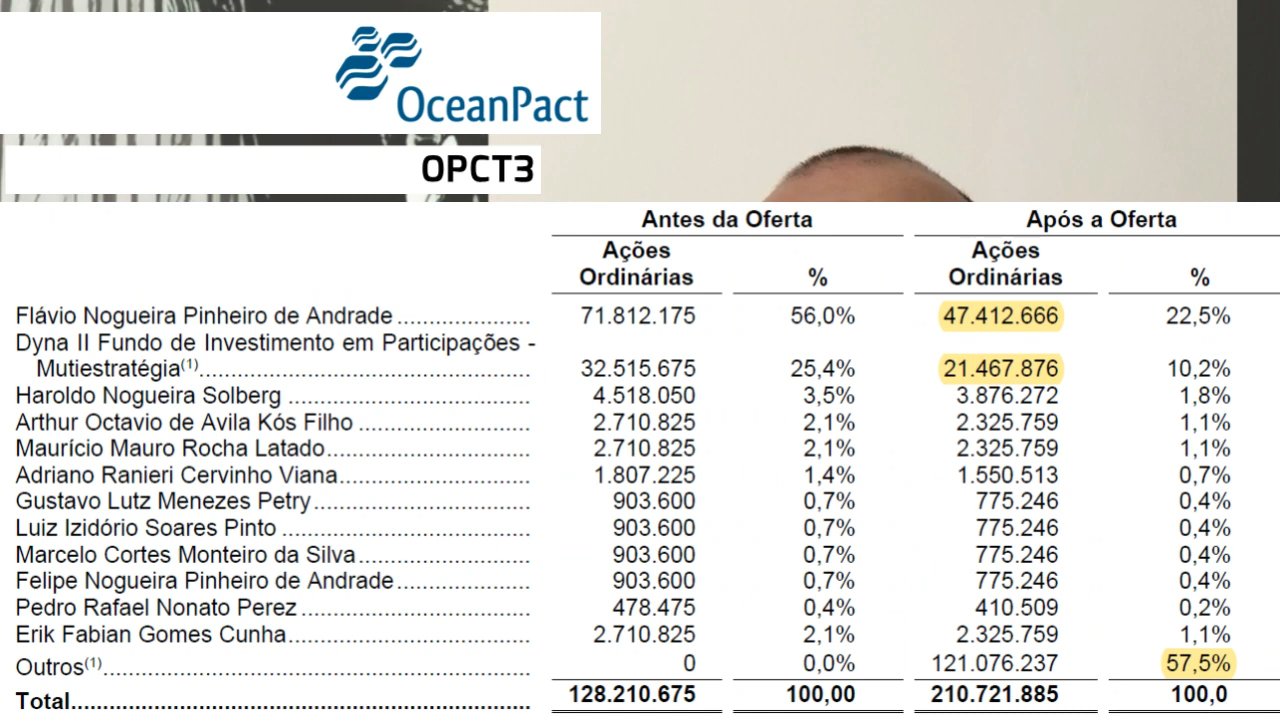 OceanPact
OPCT3
Antes da Oferta Após a Oferta
Ações Ordinárias % Ações Ordinárias %
Flávio Nogueira Pinheiro de Andrade........................ 71.812.175 56,0% 47.412.666 22,5%
Dyna II Fundo de Investimento em Participações -
Mutiestratégia(1)........................ 32.515.675 25,4% 21.467.876 10,2%
Haroldo Nogueira Solberg ........................ 4.518.050 3,5% 3.876.272 1,8%
Arthur Octavio de Avila Kós Filho ........................ 2.710.825 2,1% 2.325.759 1,1%
Maurício Mauro Rocha Latado........................ 2.710.825 2,1% 2.325.759 1,1%
Adriano Ranieri Cervinho Viana........................ 1.807.225 1,4% 1.550.513 0,7%
Gustavo Lutz Menezes Petry........................ 903.600 0,7% 775.246 0,4%
Luiz Izidório Soares Pinto ........................ 903.600 0,7% 775.246 0,4%
Marcelo Cortes Monteiro da Silva........................ 903.600 0,7% 775.246 0,4%
Felipe Nogueira Pinheiro de Andrade........................ 903.600 0,7% 775.246 0,4%
Pedro Rafael Nonato Perez ........................ 478.475 0,4% 410.509 0,2%
Erik Fabian Gomes Cunha........................ 2.710.825 2,1% 2.325.759 1,1%
Outros(1)........................ 0 0,0% 121.076.237 57,5%
Total........................ 128.210.675 100,00 210.721.885 100,0